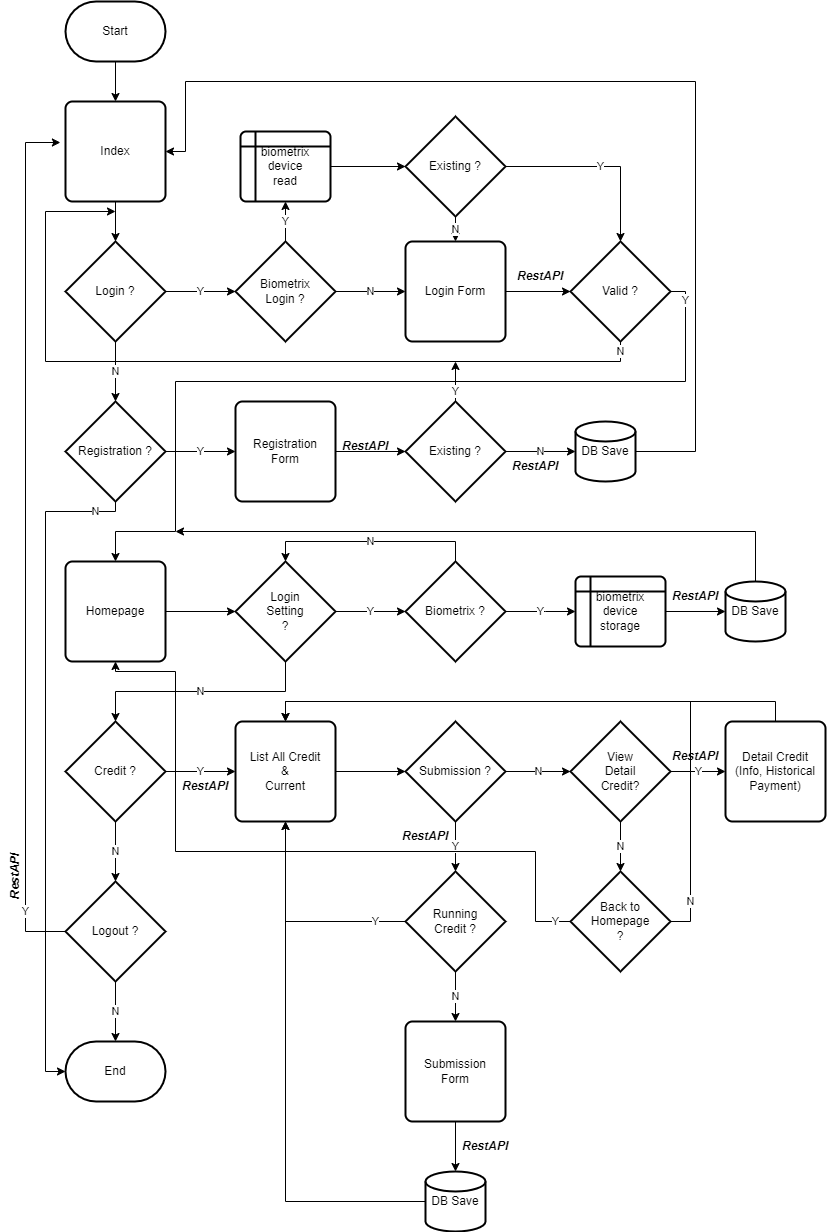 Start
Index
biometrix
device
read
Existing ?
Y
Y
N
Login ?
Y
Biometrix
Login ?
N
Login Form
RestAPI
Valid ?
Y
N
N
Y
Registration ?
Y
Registration
Form
RestAPI
Existing ?
N
RestAPI
DB Save
N
N
Homepage
Login
Setting
?
Y
Biometrix ?
Y
biometrix
device
storage
RestAPI
DB Save
N
Credit ?
Y
RestAPI
List All Credit
&
Current
Submission ?
N
View
Detail
Credit?
RestAPI
Y
Detail Credit
(Info, Historical
Payment)
RestAPI
Y
N
N
RestAPI
Y
Logout ?
Y
Running
Credit ?
Y
Back to
Homepage
?
N
N
N
End
Submission
Form
RestAPI
DB Save